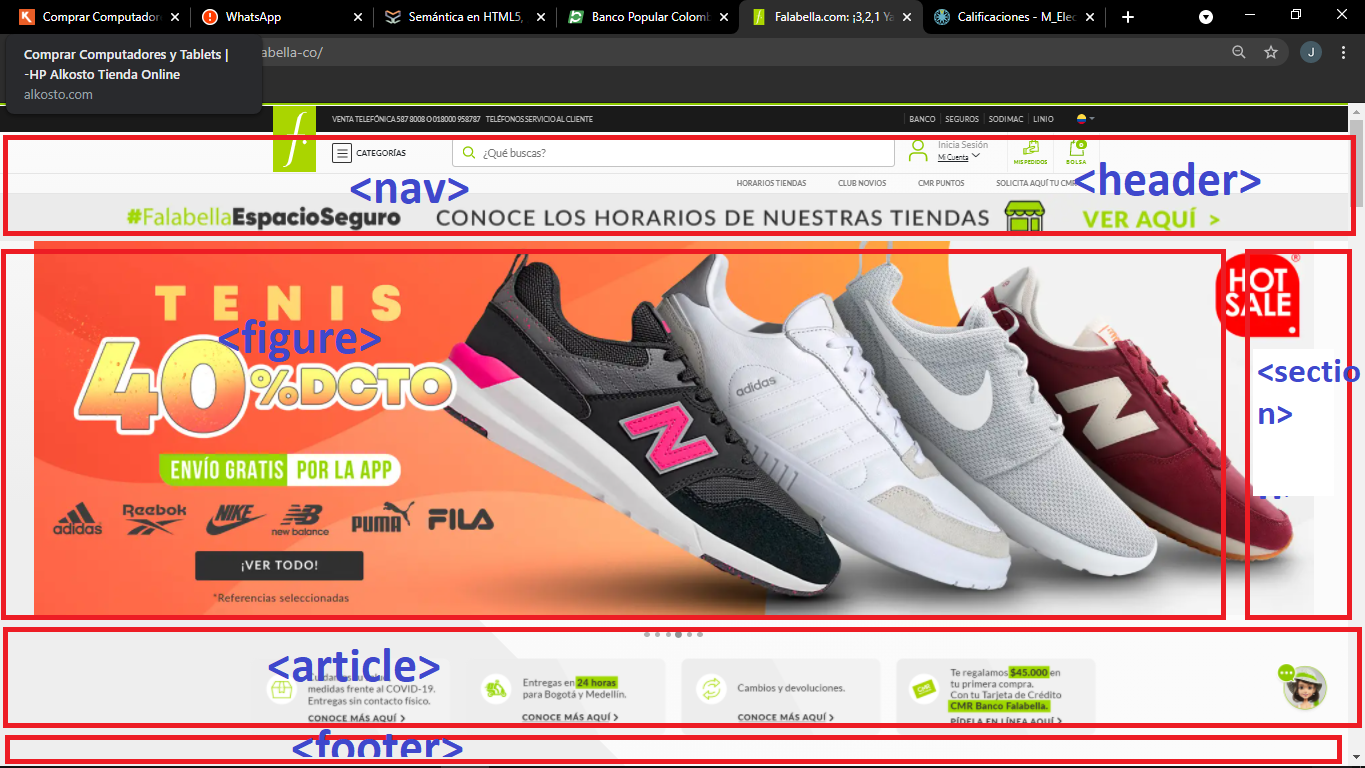 Comprar Computador
WhatsApp
Semántica en HTML5,
Banco Popular Colomb
Falabella.com: ¡3,2,1 Ya
Calificaciones - M_Elec
Comprar Computadores y Tablets |
-HP Alkosto Tienda Online
alkosto.com
abella-co/
J
f.
VENTA TELEFÓNICA 587 8008 O 018000 958787 TELÉFONOS SERVICIO AL CLIENTE
BANCO SEGUROS SODIMAC LINIO
CATEGORÍAS
¿Qué buscas?
Inicia Sesión
Mi Cuenta
MIS PEDIDOS
0
BOLSA
<nav>
<header>
HORARIOS TIENDAS CLUB NOVIOS CMR PUNTOS SOLICITA AQUÍ TU CMR
#FalabellaEspacioSeguro CONOCE LOS HORARIOS DE NUESTRAS TIENDAS VER AQUÍ >
TENIS
<figure>
40%DCTO
ENVÍO GRATIS POR LA APP
adidas Reebok NIKE new balance PUMA FILA
¡VER TODO!
*Referencias seleccionadas
adidas
HOT
SALE
<sectio
n>
<article>
medidas frente al COVID-19.
Entregas sin contacto físico.
CONOCE MÁS AQUÍ >
Entregas en 24 horas
para Bogotá y Medellín.
CONOCE MÁS AQUÍ >
Cambios y devoluciones.
CONOCE MÁS AQUÍ >
CMR
Te regalamos $45.000 en
tu primera compra.
Con tu Tarjeta de Crédito
CMR Banco Falabella.
PÍDELA EN LÍNEA AQUÍ >
<footer>